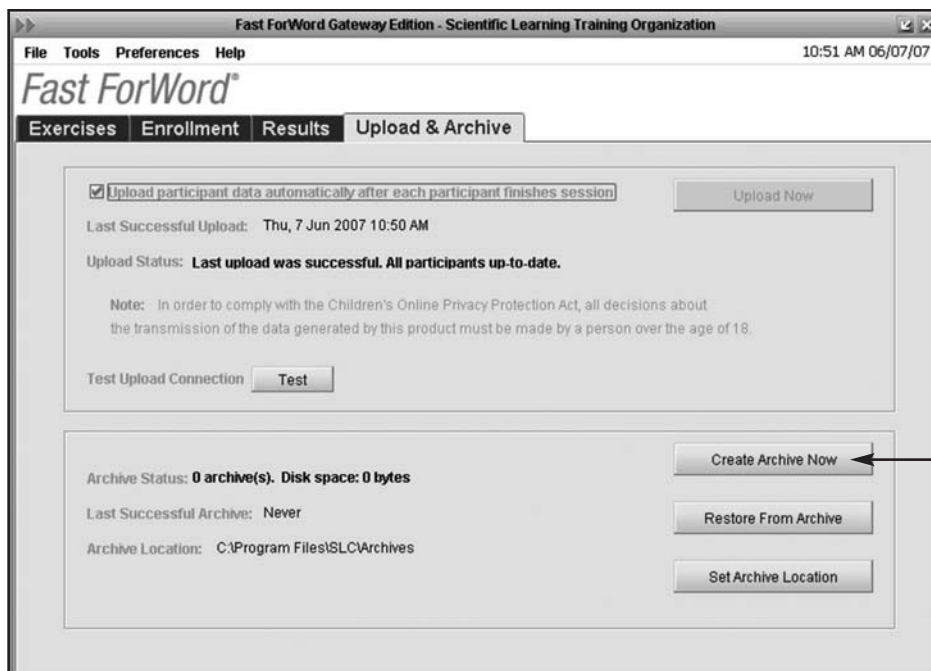 Fast ForWord Gateway Edition - Scientific Learning Training Organization
File Tools Preferences Help 10:51 AM 06/07/07
Fast ForWord®
Exercises Enrollment Results Upload & Archive
Upload participant data automatically after each participant finishes session
Upload Now
Last Successful Upload: Thu, 7 Jun 2007 10:50 AM
Upload Status: Last upload was successful. All participants up-to-date.
Note: In order to comply with the Children's Online Privacy Protection Act, all decisions about
the transmission of the data generated by this product must be made by a person over the age of 18.
Test Upload Connection Test
Create Archive Now
Archive Status: 0 archive(s). Disk space: 0 bytes
Last Successful Archive: Never
Restore From Archive
Archive Location: C:\Program Files\SLC\Archives
Set Archive Location